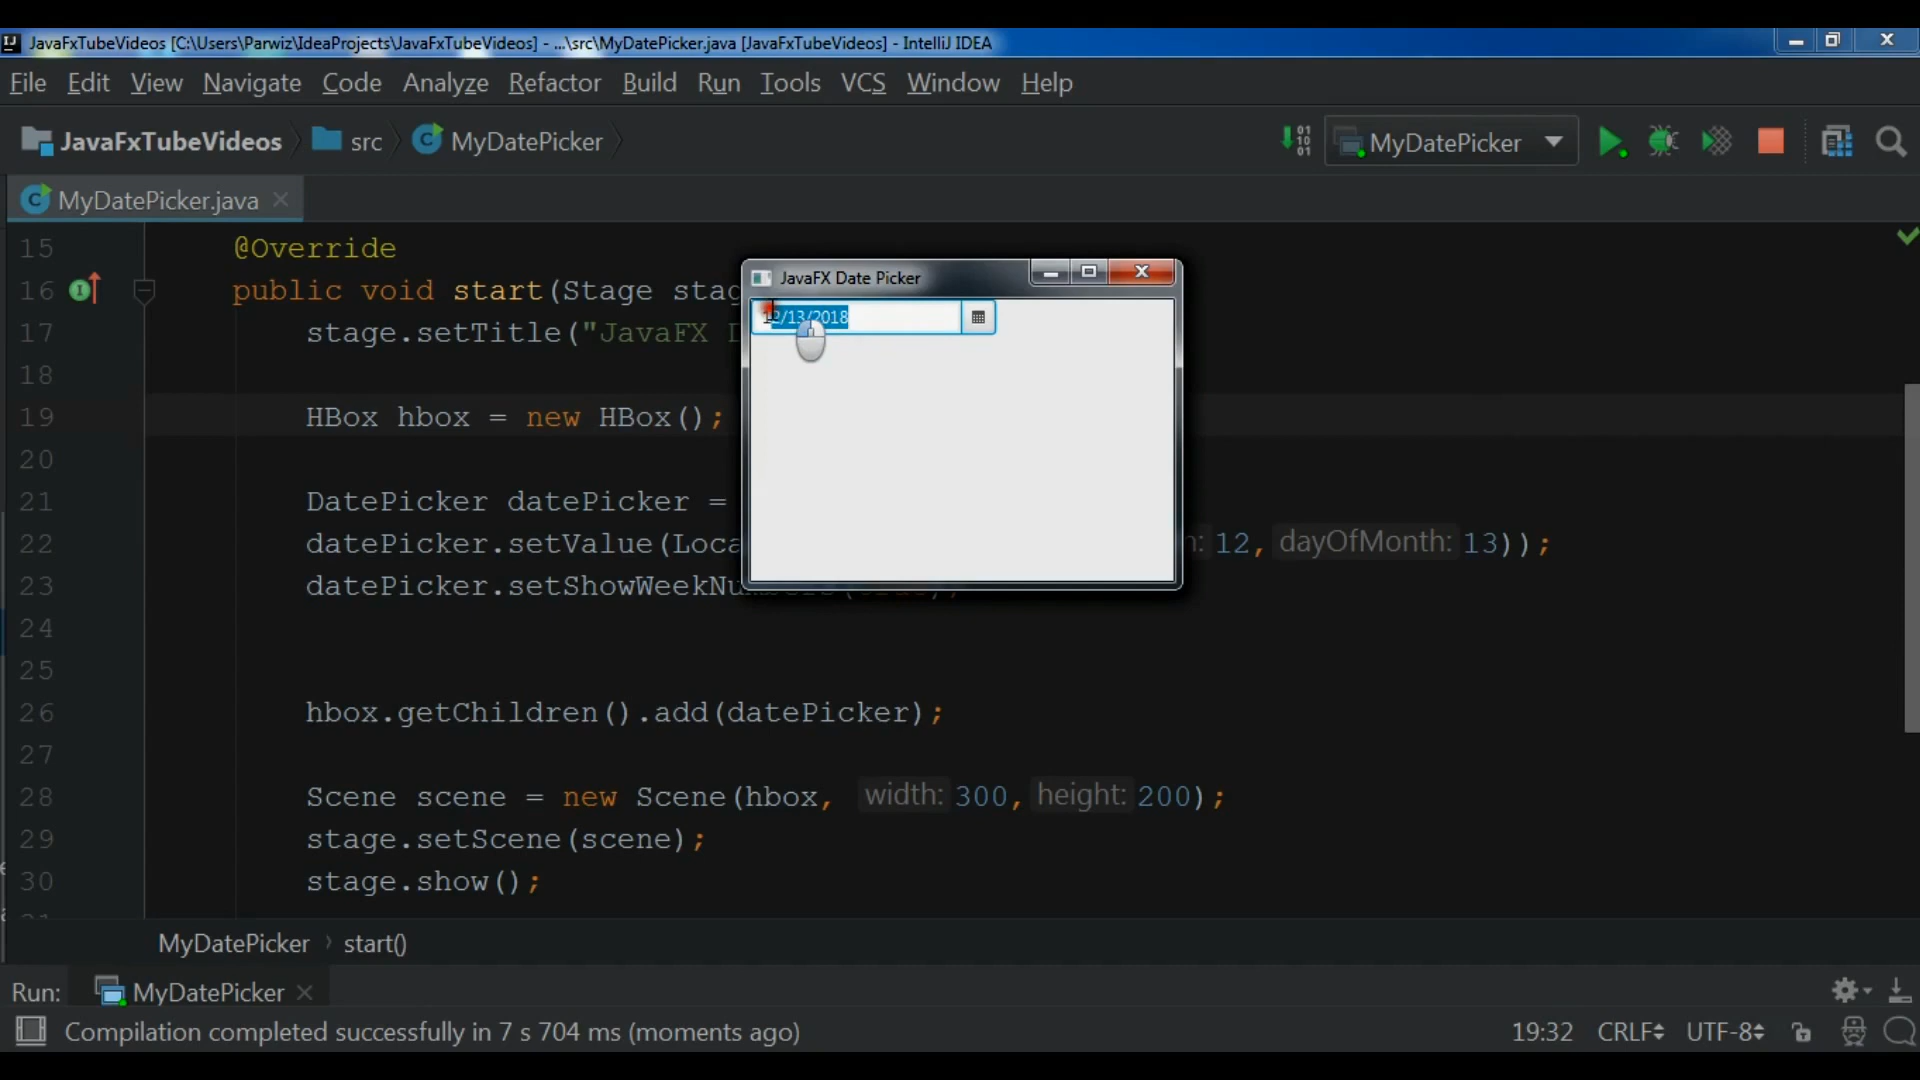 JavaFxTubeVideos [C:\Users\Parwiz\IdeaProjects\JavaFxTubeVideos] - ...\src\MyDatePicker.java [JavaFxTubeVideos] - IntelliJ IDEA
File Edit View Navigate Code Analyze Refactor Build Run Tools VCS Window Help
JavaFxTubeVideos src MyDatePicker MyDatePicker
MyDatePicker.java
15 @Override
16 public void start(Stage stag
17 stage.setTitle("JavaFX D
18
19 HBox hbox = new HBox();
20
21 DatePicker datePicker =
22 datePicker.setValue(Loca n: 12, dayOfMonth: 13));
23 datePicker.setShowWeekNumbers(true);
24
25
26 hbox.getChildren().add(datePicker);
27
28 Scene scene = new Scene(hbox, width: 300, height: 200);
29 stage.setScene(scene);
30 stage.show();
JavaFX Date Picker
12/13/2018
MyDatePicker › start()
Run: MyDatePicker
Compilation completed successfully in 7 s 704 ms (moments ago) 19:32 CRLF UTF-8